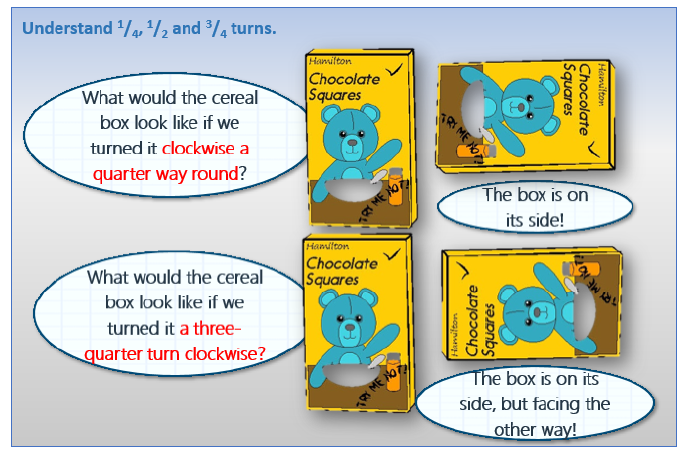 Understand ¹/₄, ¹/₂ and ³/₄ turns.
What would the cereal
box look like if we
turned it clockwise a
quarter way round?
Hamilton
Chocolate
Squares
TRY ME NOT!
Hamilton
Chocolate
Squares
TRY ME NOT!
The box is on
its side!
What would the cereal
box look like if we
turned it a three-
quarter turn clockwise?
Hamilton
Chocolate
Squares
TRY ME NOT!
Hamilton
Chocolate
Squares
TRY ME NOT!
The box is on its
side, but facing the
other way!